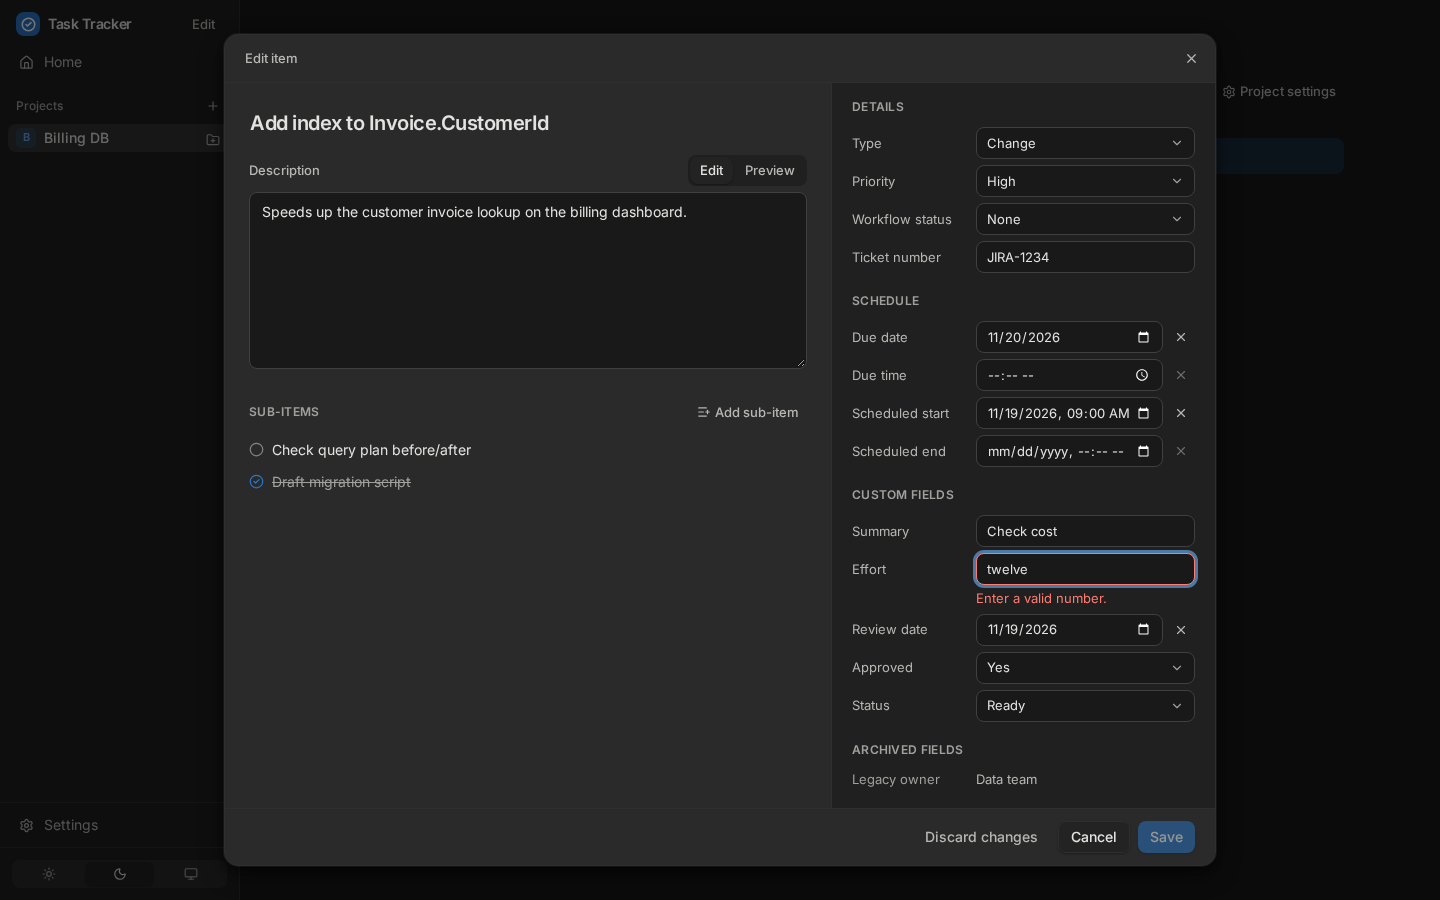 Task Tracker
Edit
Home
Projects
B Billing DB
Settings
Project settings
Edit item
Add index to Invoice.CustomerId
Description
Edit Preview
Speeds up the customer invoice lookup on the billing dashboard.
SUB-ITEMS
Add sub-item
Check query plan before/after
Draft migration script
DETAILS
Type Change
Priority High
Workflow status None
Ticket number JIRA-1234
SCHEDULE
Due date 11/20/2026
Due time --:-- --
Scheduled start 11/19/2026, 09:00 AM
Scheduled end mm/dd/yyyy, --:-- --
CUSTOM FIELDS
Summary Check cost
Effort twelve
Enter a valid number.
Review date 11/19/2026
Approved Yes
Status Ready
ARCHIVED FIELDS
Legacy owner Data team
Discard changes Cancel Save